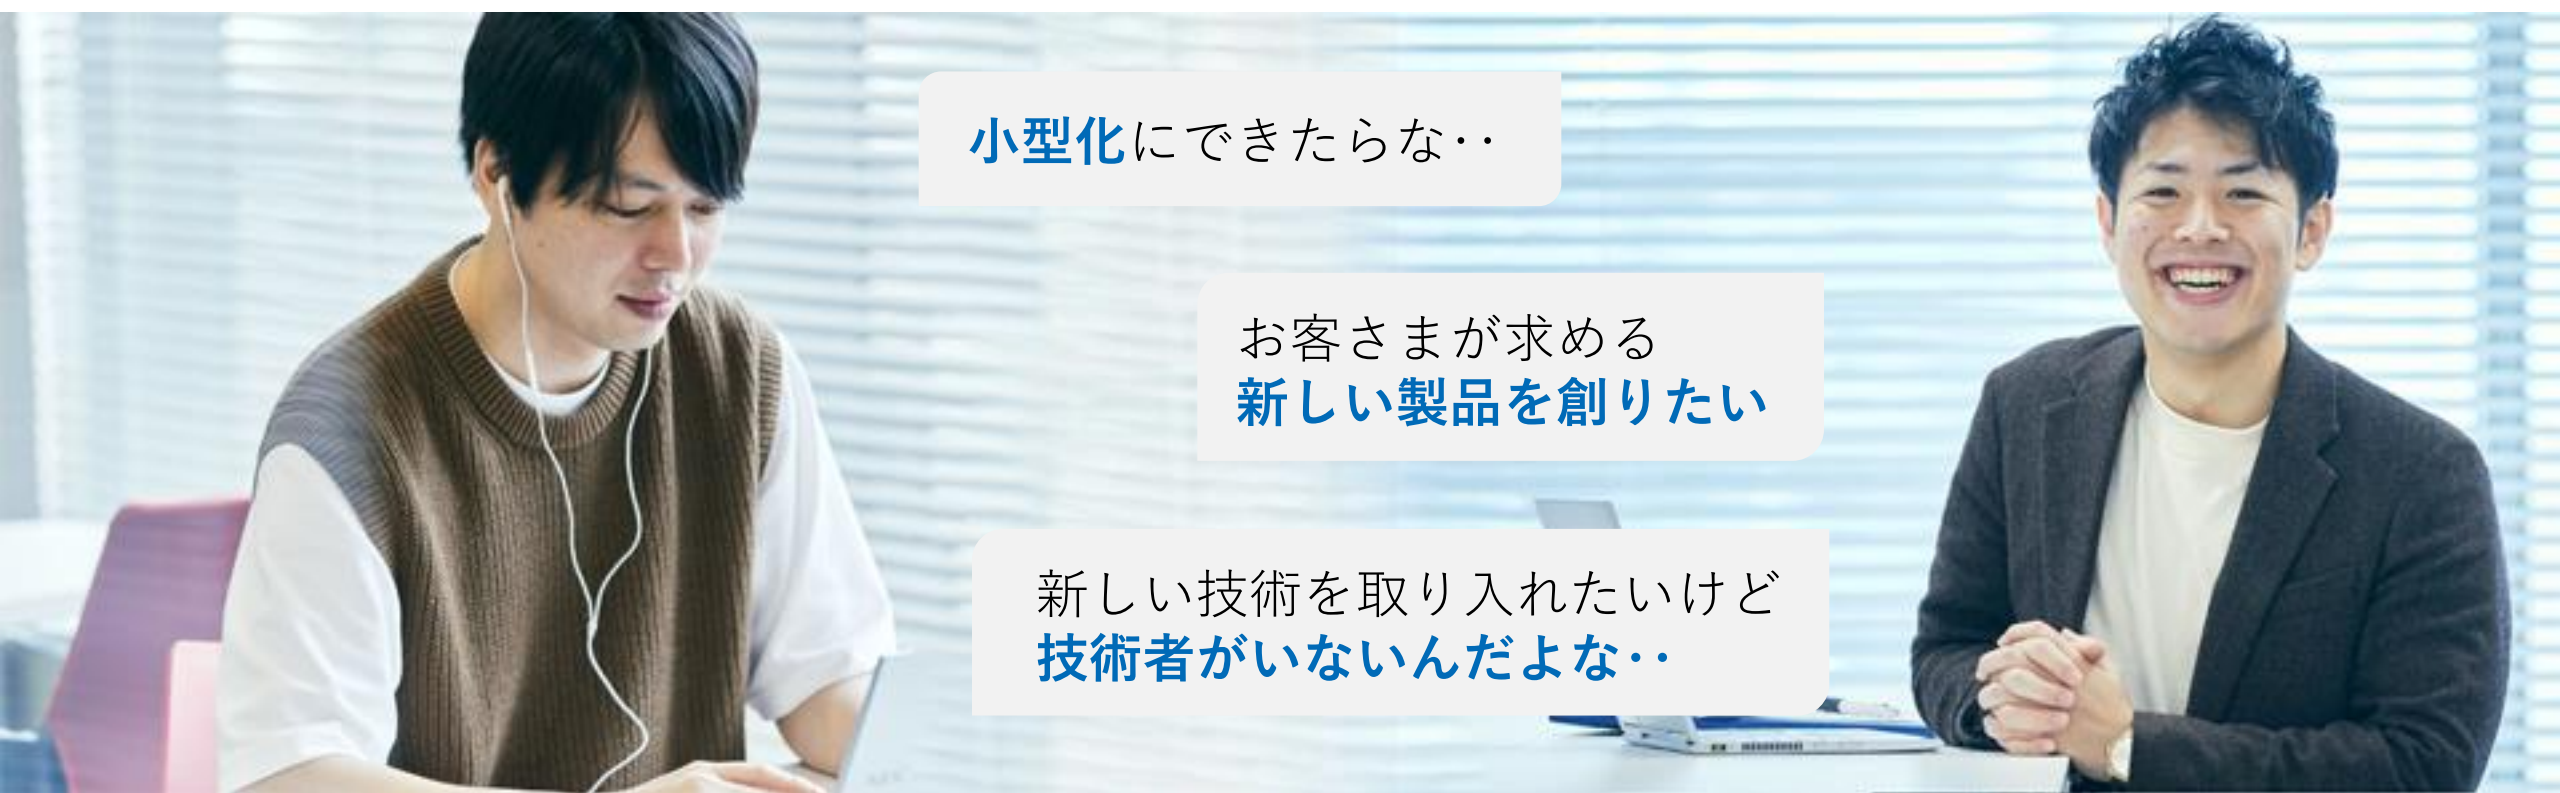 小型化にできたらな‥
お客さまが求める
新しい製品を創りたい
新しい技術を取り入れたいけど
技術者がいないんだよな‥